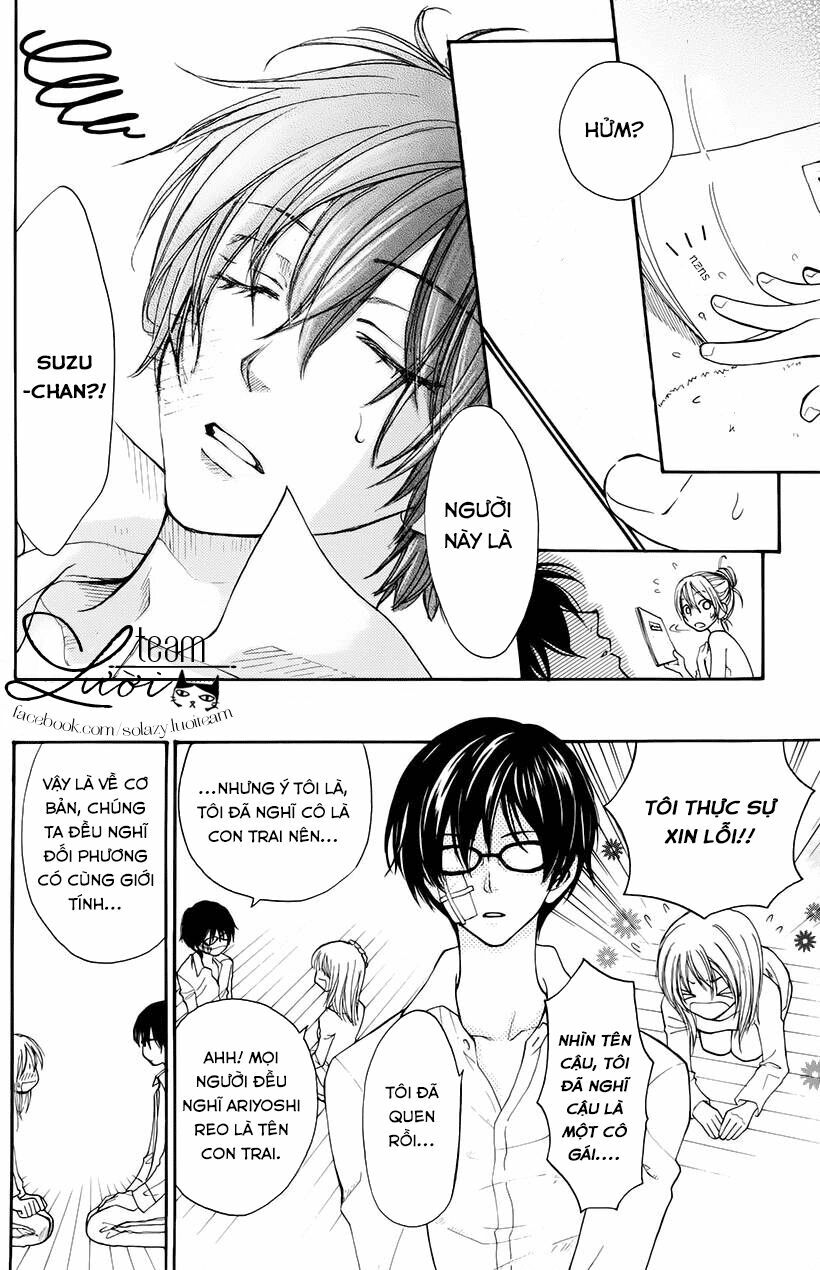 HỬM?
suzu
NGƯỜI
NÀY LÀ
SUZU
-CHAN?!
team
Lười
facebook.com/solazy.luoiteam
TÔI THỰC SỰ
XIN LỖI!!
NHÌN TÊN
CẬU, TÔI
ĐÃ NGHĨ
CẬU LÀ
MỘT CÔ
GÁI....
TÔI ĐÃ
QUEN
RỒI...
...NHƯNG Ý TÔI LÀ,
TÔI ĐÃ NGHĨ CÔ LÀ
CON TRAI NÊN...
AHH! MỌI
NGƯỜI ĐỀU
NGHĨ ARIYOSHI
REO LÀ TÊN
CON TRAI.
VẬY LÀ VỀ CƠ
BẢN, CHÚNG
TA ĐỀU NGHĨ
ĐỐI PHƯƠNG
CÓ CÙNG GIỚI
TÍNH...